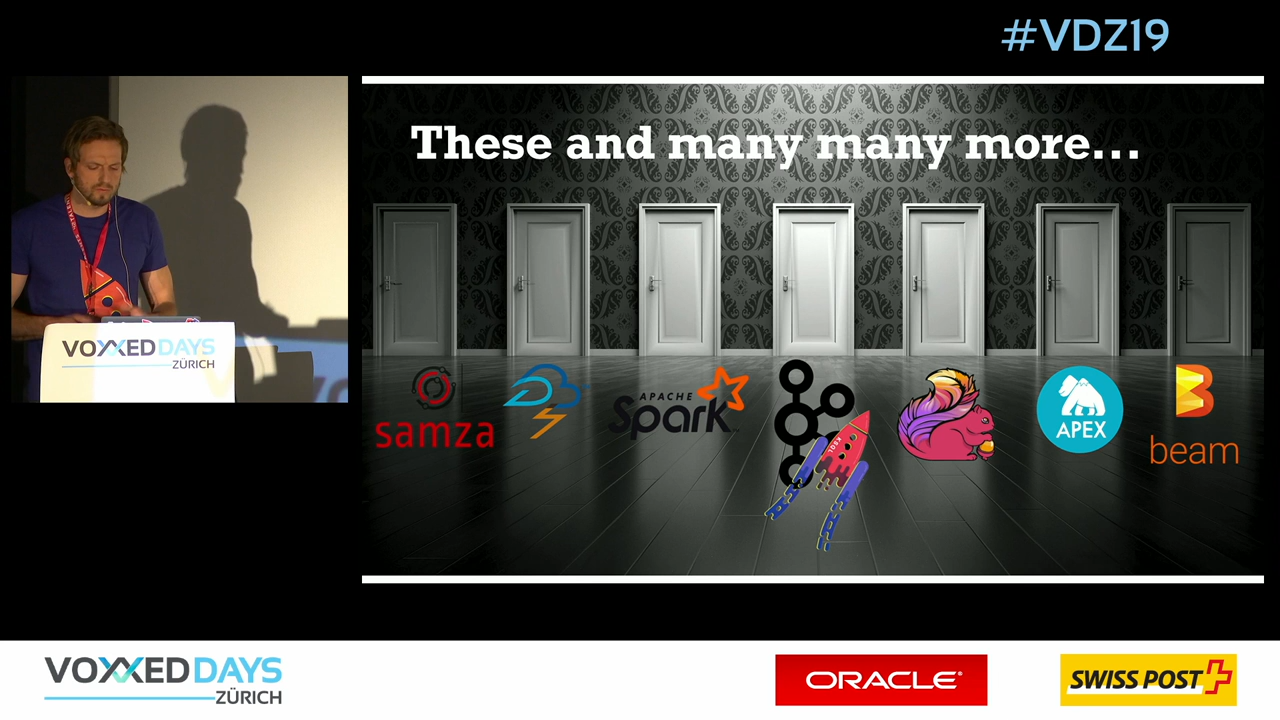 #VDZ19
These and many many more...
VOXXED DAYS
ZÜRICH
samza
APACHE
Spark
KSQL
APEX
beam
VOXXED DAYS
ZÜRICH
ORACLE®
SWISS POST